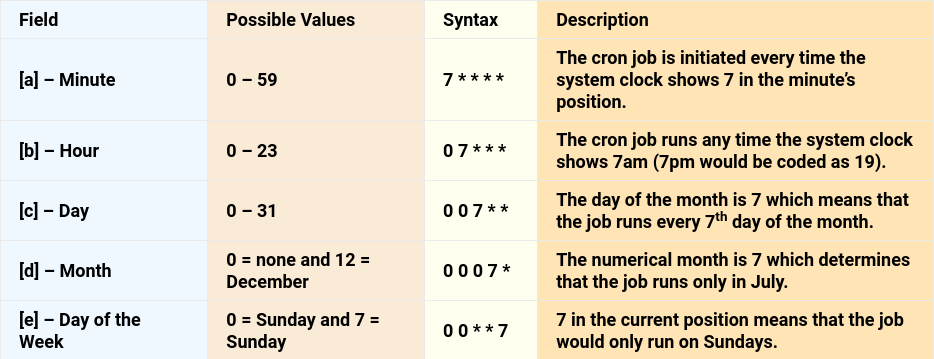 Field Possible Values Syntax Description
[a] – Minute 0 – 59 7 * * * * The cron job is initiated every time the
system clock shows 7 in the minute’s
position.
[b] – Hour 0 – 23 0 7 * * * The cron job runs any time the system clock
shows 7am (7pm would be coded as 19).
[c] – Day 0 – 31 0 0 7 * * The day of the month is 7 which means that
the job runs every 7th day of the month.
[d] – Month 0 = none and 12 =
December 0 0 0 7 * The numerical month is 7 which determines
that the job runs only in July.
[e] – Day of the
Week 0 = Sunday and 7 =
Sunday 0 0 * * 7 7 in the current position means that the job
would only run on Sundays.